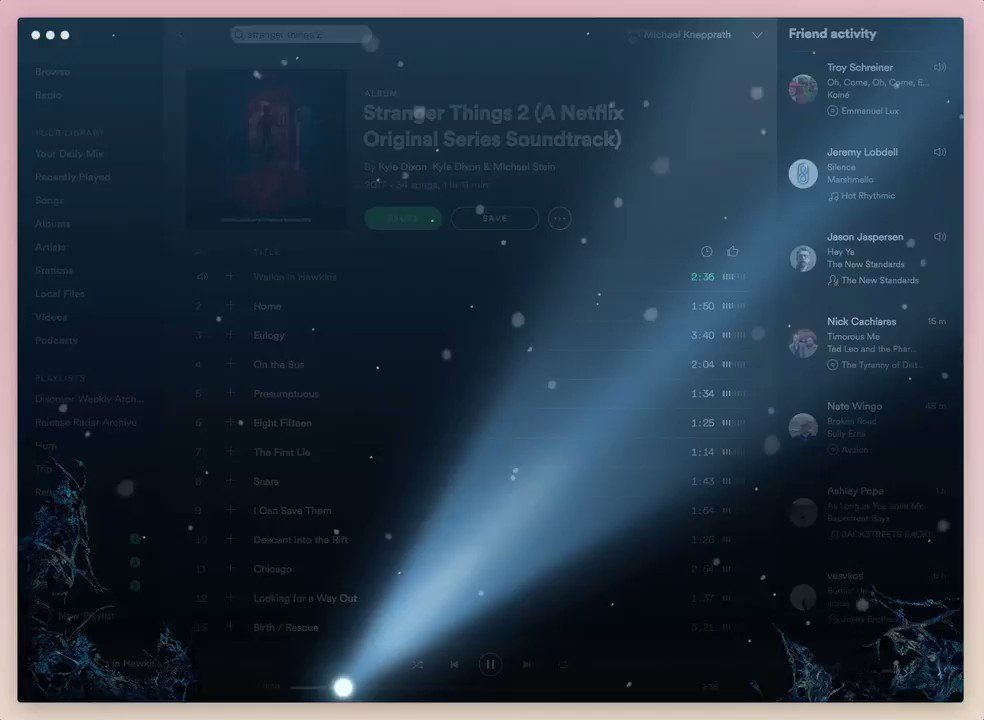 stranger things 2
Michael Knepprath
Friend activity
Browse
Radio
YOUR LIBRARY
Your Daily Mix
Recently Played
Songs
Albums
Artists
Stations
Local Files
Videos
Podcasts
PLAYLISTS
Discover Weekly Arch...
Release Radar Archive
Hum
Trip
New Playlist
in Hawkins
ALBUM
Stranger Things 2 (A Netflix
Original Series Soundtrack)
By Kyle Dixon Kyle Dixon & Michael Stein
2017 • 34 songs, 1 hr 11 min
SAVE
# TITLE
Walkin in Hawkins 2:36
2 + Home 1:50
3 + Eulogy 3:40
4 + On the Bus 2:04
5 + Presumptuous 1:34
6 + Eight Fifteen 1:25
7 + The First Lie 1:14
8 + Scars 1:43
9 + I Can Save Them 1:54
10 + Descent Into the Rift 1:26
11 + Chicago 2:54
12 + Looking for a Way Out 1:37
13 + Birth / Rescue 3:21
2:36
Troy Schreiner
Oh, Come, Oh, Come, E...
Koiné
Emmanuel Lux
Jeremy Lobdell
Silence
Marshmello
Hot Rhythmic
Jason Jaspersen
Hey Ya
The New Standards
The New Standards
Nick Cachiaras 15 m
Timorous Me
Ted Leo and the Phar...
The Tyranny of Dist...
Nate Wingo 48 m
Broken Road
Sully Erna
Avalon
Ashley Pope 1 h
As Long as You Love Me
Backstreet Boys
BACKSTREETS BACK!
vesvkos 6 h
Burnin' Up
Jonas
Jonas Brothers